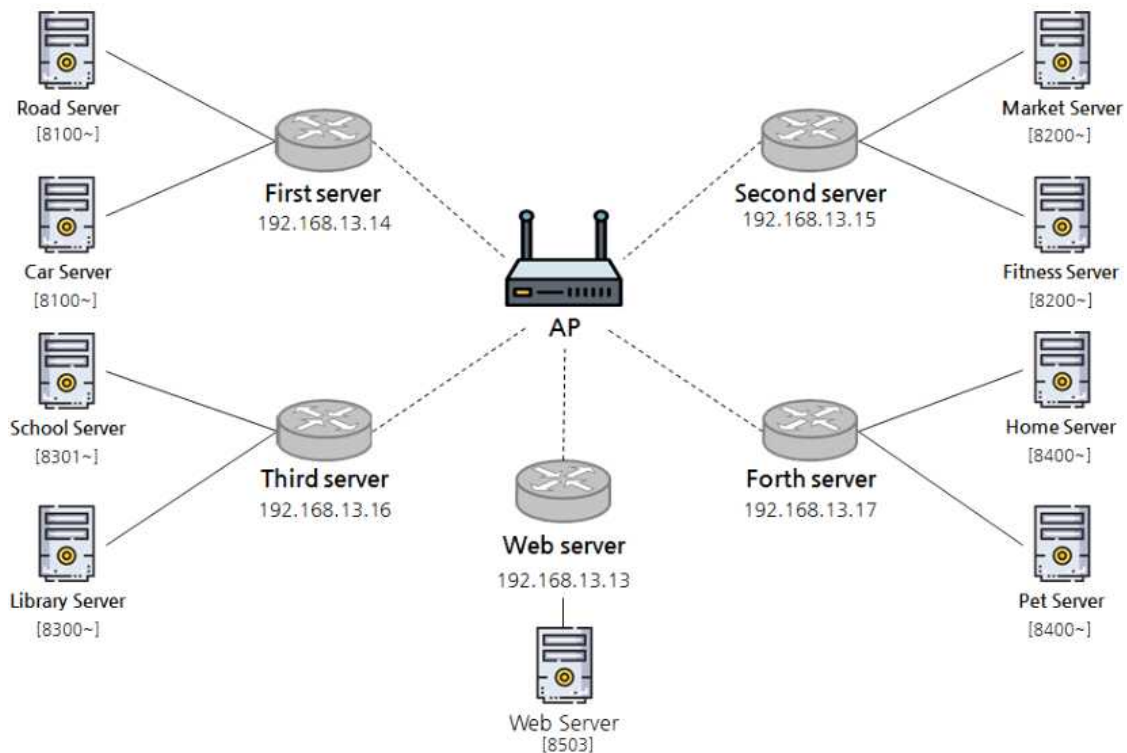 Road Server
[8100~]
Car Server
[8100~]
First server
192.168.13.14
Second server
192.168.13.15
Market Server
[8200~]
Fitness Server
[8200~]
AP
School Server
[8301~]
Library Server
[8300~]
Third server
192.168.13.16
Web server
192.168.13.13
Web Server
[8503]
Forth server
192.168.13.17
Home Server
[8400~]
Pet Server
[8400~]